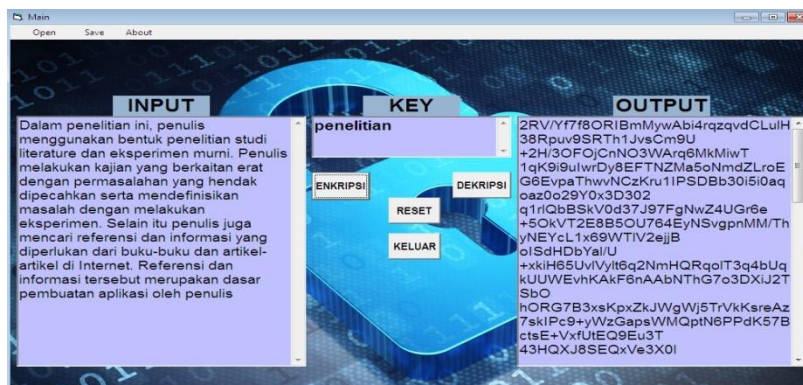 Main
Open Save About
INPUT
Dalam penelitian ini, penulis
menggunakan bentuk penelitian studi
literature dan eksperimen murni. Penulis
melakukan kajian yang berkaitan erat
dengan permasalahan yang hendak
dipecahkan serta mendefinisikan
masalah dengan melakukan
eksperimen. Selain itu penulis juga
mencari referensi dan informasi yang
diperlukan dari buku-buku dan artikel-
artikel di Internet. Referensi dan
informasi tersebut merupakan dasar
pembuatan aplikasi oleh penulis
KEY
penelitian
ENKRIPSI
DEKRIPSI
RESET
KELUAR
OUTPUT
2RV/Yf7f8ORIBmMywAbi4rqzqvdCLulH
38Rpuv9SRTh1JvsCm9U
+2H/3OFOjCnNO3WArq6MkMiwT
1qK9i9uIwrDy8EFTNZMa5oNmdZLroE
G6EvpaThwvNCzKru1IPSDBb30i5i0aq
oaz0o29Y0x3D302
q1rlQbBSkV0d37J97FgNwZ4UGr6e
+5OkVT2E8B5OU764EyNSvgpnMM/Th
yNEYcL1x69WTlV2ejjB
olSdHDbYal/U
+xkiH65UvlVylt6q2NmHQRqolT3q4bUq
kUUWEvhKAkF6nAAbNThG7o3DXiJ2T
SbO
hORG7B3xsKpxZkJWgWj5TrVkKsreAz
7skIPc9+yWzGapsWMQptN6PPdK57B
ctsE+VxfUtEQ9Eu3T
43HQXJ8SEQxVe3X0l